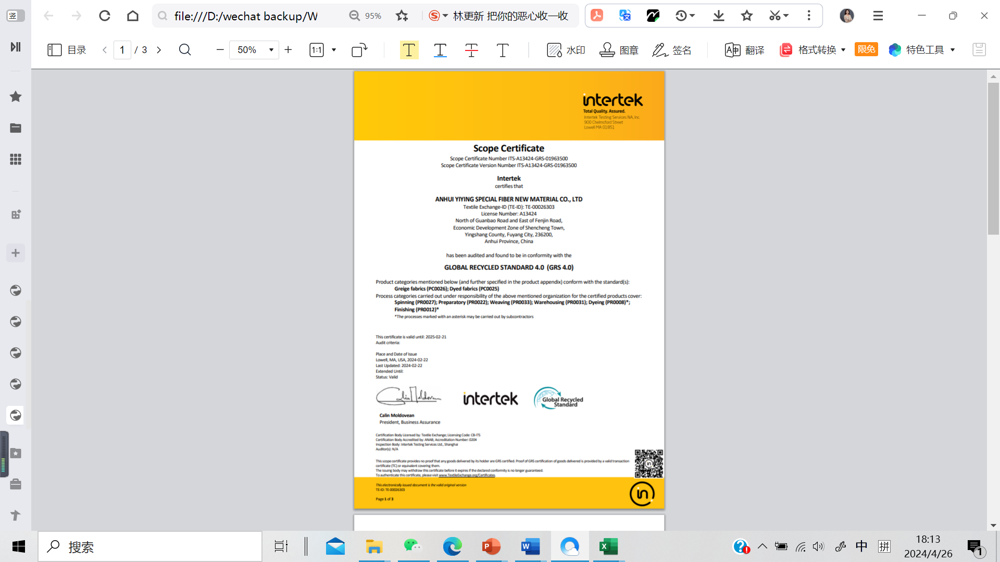 竖
file:///D:/wechat backup/W
95%
林更新 把你的恶心收一收
目录
1 / 3
50%
1:1
水印
图章
签名
翻译
格式转换
限免
特色工具
intertek
Total Quality. Assured.
Intertek Testing Services NA, Inc.
900 Chelmsford Street
Lowell MA 01851
Scope Certificate
Scope Certificate Number ITS-A13424-GRS-01963500
Scope Certificate Version Number ITS-A13424-GRS-01963500
Intertek
certifies that
ANHUI YIYING SPECIAL FIBER NEW MATERIAL CO., LTD
Textile Exchange-ID (TE-ID): TE-00026303
License Number: A13424
North of Guanbao Road and East of Fenjin Road,
Economic Development Zone of Shencheng Town,
Yingshang County, Fuyang City, 236200,
Anhui Province, China
has been audited and found to be in conformity with the
GLOBAL RECYCLED STANDARD 4.0 (GRS 4.0)
Product categories mentioned below (and further specified in the product appendix) conform with the standard(s):
Greige fabrics (PC0026); Dyed fabrics (PC0025)
Process categories carried out under responsibility of the above mentioned organization for the certified products cover:
Spinning (PR0027); Preparatory (PR0022); Weaving (PR0033); Warehousing (PR0031); Dyeing (PR0008)*;
Finishing (PR0012)*
*The processes marked with an asterisk may be carried out by subcontractors
This certificate is valid until: 2025-02-21
Audit criteria:
Place and Date of Issue
Lowell, MA, USA, 2024-02-22
Last Updated: 2024-02-22
Extended Until:
Status: Valid
intertek
Global Recycled
Standard
Calin Moldovean
President, Business Assurance
Certification Body Licensed by: Textile Exchange; Licensing Code: CB-ITS
Certification Body Accredited by: ANAB; Accreditation Number: 0204
Inspection Body: Intertek Testing Services Ltd., Shanghai
Auditor(s): N/A
This scope certificate provides no proof that any goods delivered by its holder are GRS certified. Proof of GRS certification of goods delivered is provided by a valid transaction
certificate (TC) or equivalent covering them.
The issuing body may withdraw this certificate before it expires if the declared conformity is no longer guaranteed.
To authenticate this certificate, please visit www.TextileExchange.org/Certificates.
This electronically issued document is the valid original version
TE-ID: TE-00026303
Page 1 of 3
in
搜索
中
拼
18:13
2024/4/26
1